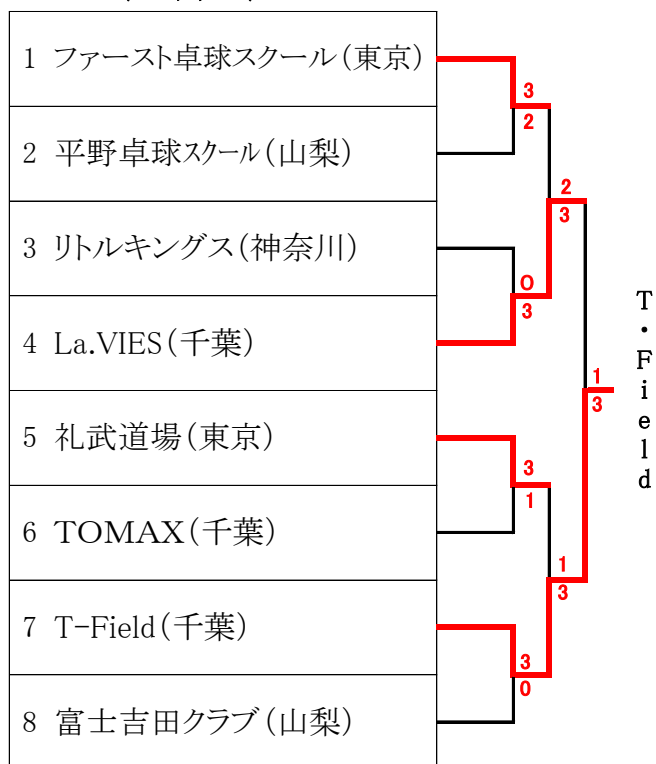 1 ファースト卓球スクール(東京)
2 平野卓球スクール(山梨)
3 リトルキングス(神奈川)
4 La.VIES(千葉)
5 礼武道場(東京)
6 TOMAX(千葉)
7 T-Field(千葉)
8 富士吉田クラブ(山梨)
3
2
0
3
3
1
3
0
2
3
1
3
1
3
T・Field